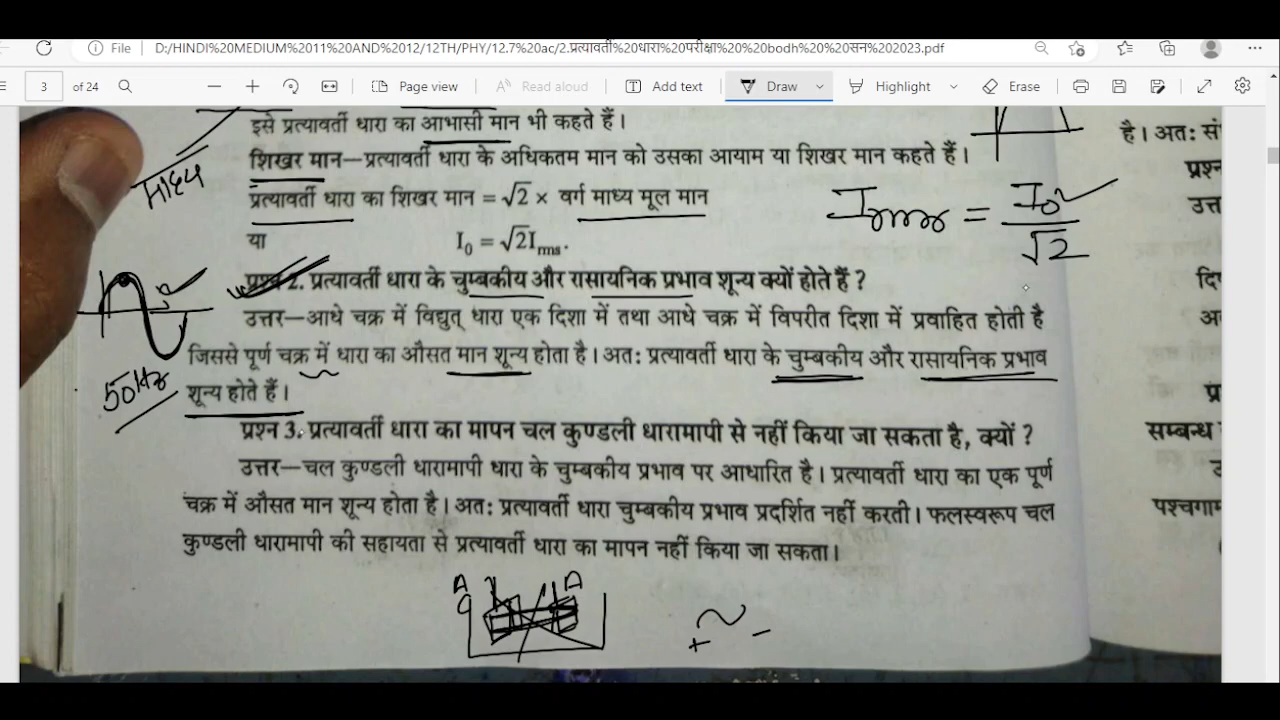 File D:/HINDI%20MEDIUM%2011%20AND%2012/12TH/PHY/12.7%20ac/2.प्रत्यावर्ती%20धारा%20परीक्षा%20%20bodh%20%20सन%202023.pdf
3 of 24 Page view Read aloud Add text Draw Highlight Erase
इसे प्रत्यावर्ती धारा का आभासी मान भी कहते हैं।
है। अत: सं
शिखर मान–प्रत्यावर्ती धारा के अधिकतम मान को उसका आयाम या शिखर मान कहते हैं।
प्रश्न
माध्य
प्रत्यावर्ती धारा का शिखर मान = √2 × वर्ग माध्य मूल मान
Irms = I0/√2
उत्त
या I0 = √2Irms.
प्रश्न 2. प्रत्यावर्ती धारा के चुम्बकीय और रासायनिक प्रभाव शून्य क्यों होते हैं ?
दि
उत्तर–आधे चक्र में विद्युत् धारा एक दिशा में तथा आधे चक्र में विपरीत दिशा में प्रवाहित होती है
अ
जिससे पूर्ण चक्र में धारा का औसत मान शून्य होता है। अत: प्रत्यावर्ती धारा के चुम्बकीय और रासायनिक प्रभाव
50Hz
शून्य होते हैं।
प्र
प्रश्न 3. प्रत्यावर्ती धारा का मापन चल कुण्डली धारामापी से नहीं किया जा सकता है, क्यों ?
सम्बन्ध
उत्तर–चल कुण्डली धारामापी धारा के चुम्बकीय प्रभाव पर आधारित है। प्रत्यावर्ती धारा का एक पूर्ण
चक्र में औसत मान शून्य होता है। अत: प्रत्यावर्ती धारा चुम्बकीय प्रभाव प्रदर्शित नहीं करती। फलस्वरूप चल
पश्चगाम
कुण्डली धारामापी की सहायता से प्रत्यावर्ती धारा का मापन नहीं किया जा सकता।
+ ~ –